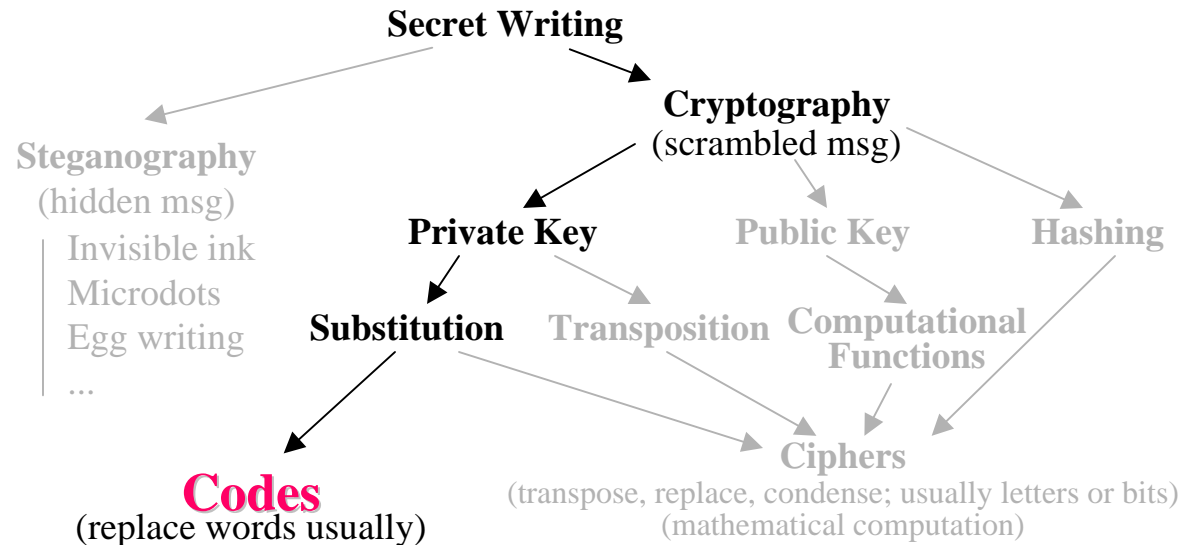 Secret Writing
Cryptography
(scrambled msg)
Steganography
(hidden msg)
Invisible ink
Microdots
Egg writing
...
Private Key
Public Key
Hashing
Substitution
Transposition
Computational
Functions
Codes
(replace words usually)
Ciphers
(transpose, replace, condense; usually letters or bits)
(mathematical computation)